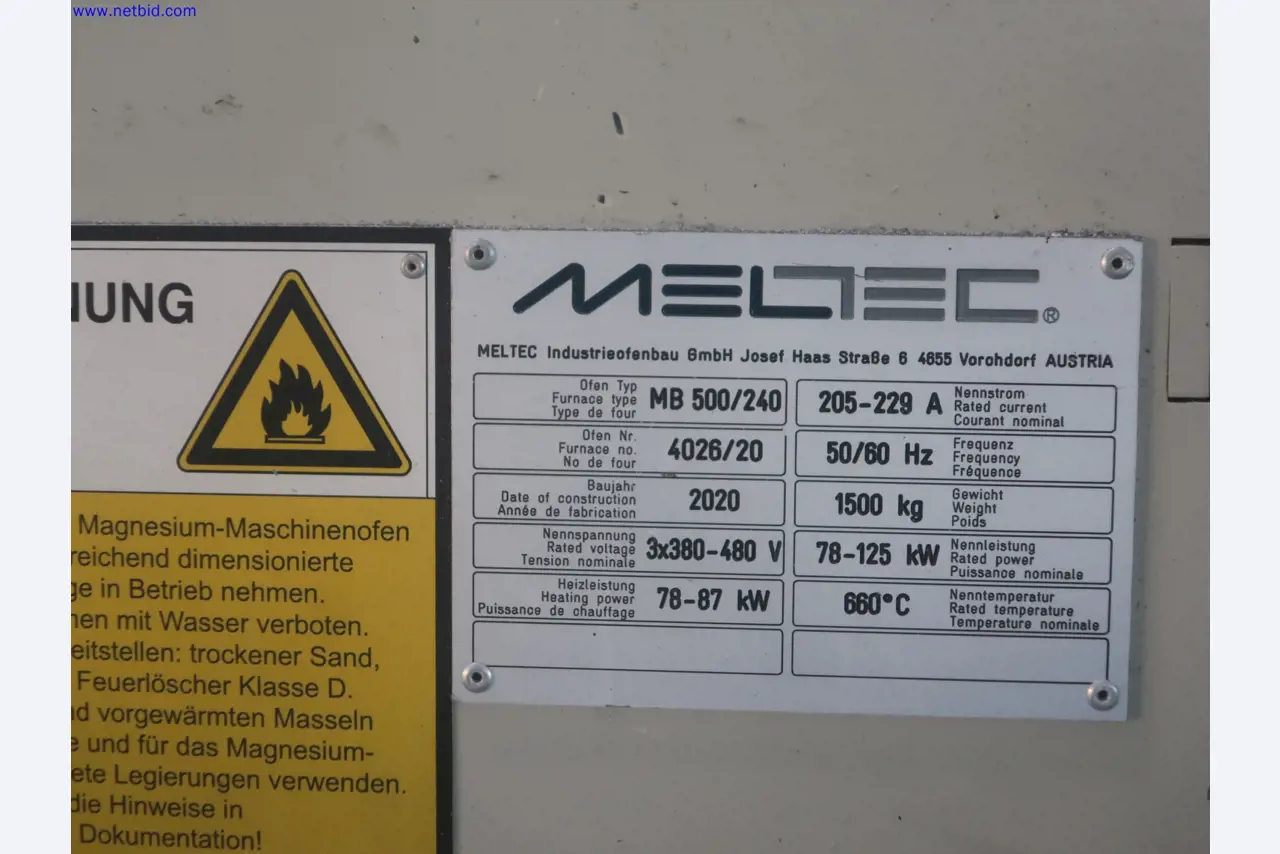 www.netbid.com
NUNG
Magnesium-Maschinenofen
reichend dimensionierte
ge in Betrieb nehmen.
nen mit Wasser verboten.
eitstellen: trockener Sand,
Feuerlöscher Klasse D.
d vorgewärmten Masseln
e und für das Magnesium-
ete Legierungen verwenden.
die Hinweise in
Dokumentation!
MELTEC®
MELTEC Industrieofenbau GmbH Josef Haas Straße 6 4655 Vorohdorf AUSTRIA
Ofen Typ
Furnace type
Type de four
MB 500/240
205-229 A
Nennstrom
Rated current
Courant nominal
Ofen Nr.
Furnace no.
No de four
4026/20
50/60 Hz
Frequenz
Frequency
Fréquence
Baujahr
Date of construction
Année de fabrication
2020
1500 kg
Gewicht
Weight
Poids
Nennspannung
Rated voltage
Tension nominale
3x380-480 V
78-125 kW
Nennleistung
Rated power
Puissance nominale
Heizleistung
Heating power
Puissance de chauffage
78-87 kW
660°C
Nenntemperatur
Rated temperature
Temperature nominale